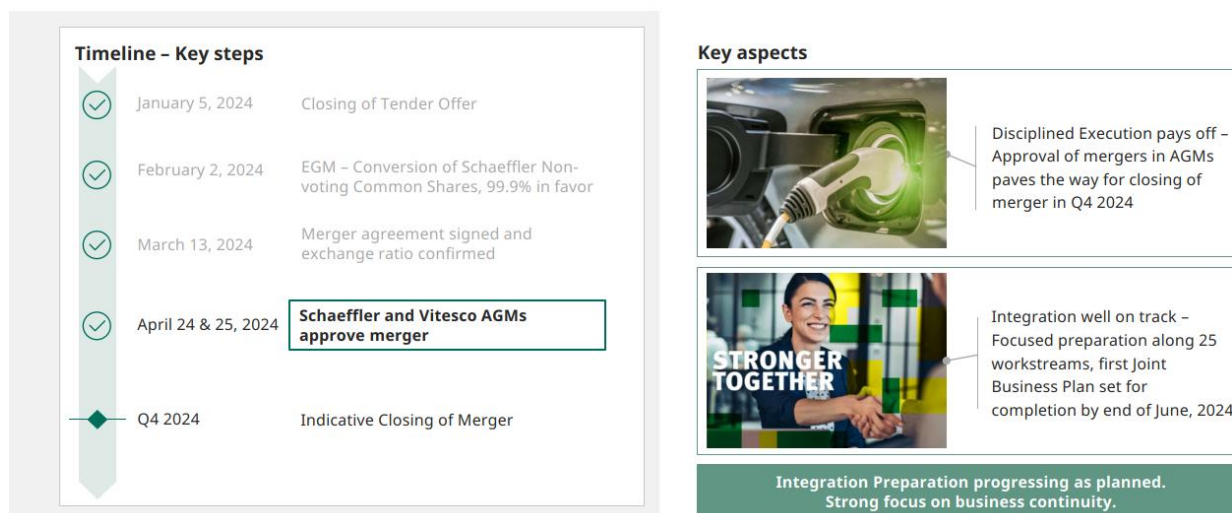 Timeline – Key steps
January 5, 2024
Closing of Tender Offer
February 2, 2024
EGM – Conversion of Schaeffler Non-
voting Common Shares, 99.9% in favor
March 13, 2024
Merger agreement signed and
exchange ratio confirmed
April 24 & 25, 2024
Schaeffler and Vitesco AGMs
approve merger
Q4 2024
Indicative Closing of Merger
Key aspects
Disciplined Execution pays off –
Approval of mergers in AGMs
paves the way for closing of
merger in Q4 2024
STRONGER
TOGETHER
Integration well on track –
Focused preparation along 25
workstreams, first Joint
Business Plan set for
completion by end of June, 2024
Integration Preparation progressing as planned.
Strong focus on business continuity.